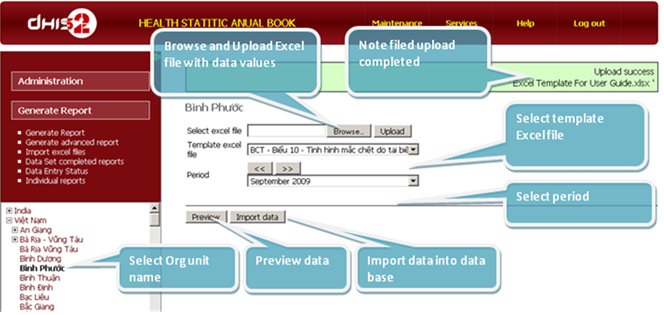 dhis2
HEALTH STATITIC ANUAL BOOK
Maintenance Services Help Log out
Browse and Upload Excel
file with data values
Note filed upload
completed
Upload success
Excel Template For User Guide.xlsx '
Administration
Generate Report
Generate Report
Generate advanced report
Import excel files
Data Set completed reports
Data Entry Status
Individual reports
Bình Phước
Select excel file Browse... Upload
Template excel
file
BCT - Biểu 10 - Tình hình mắc chết do tai biế
Period
<< >>
September 2009
Select template
Excel file
Select period
Preview Import data
India
Việt Nam
An Giang
Bà Rịa - Vũng Tàu
Bà Rịa Vũng Tàu
Bình Dương
Bình Phước
Bình Thuận
Bình Định
Bạc Liêu
Bắc Giang
Select Org unit
name
Preview data
Import data into data
base